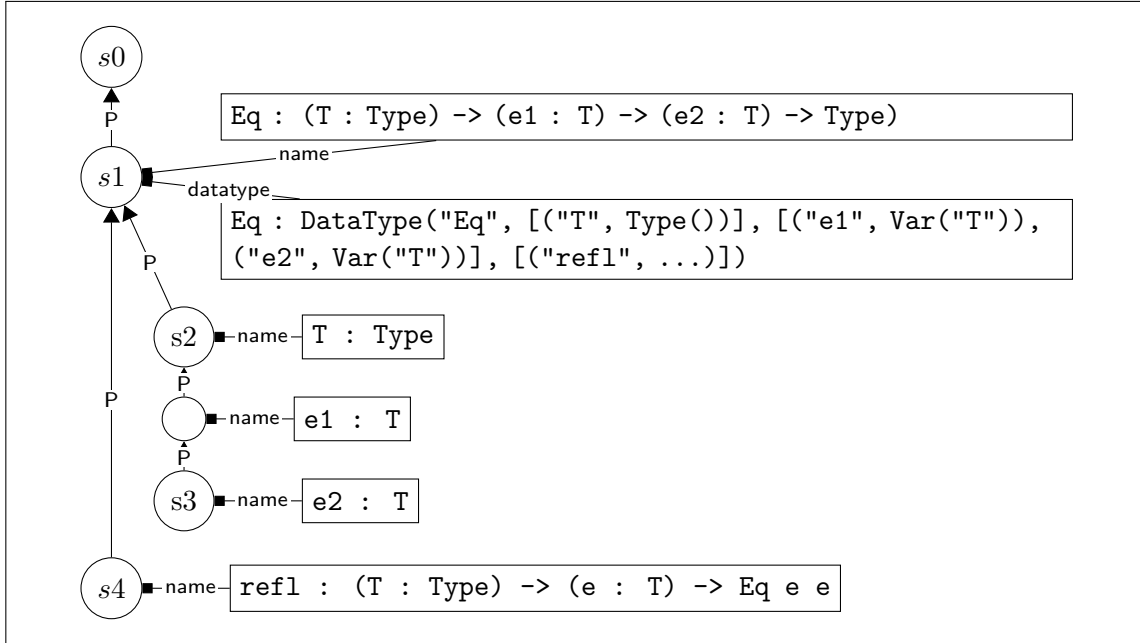 s0
P
Eq : (T : Type) -> (e1 : T) -> (e2 : T) -> Type)
name
s1
datatype
Eq : DataType("Eq", [("T", Type())], [("e1", Var("T")),
("e2", Var("T"))], [("refl", ...)])
P
s2 name T : Type
P
P
name e1 : T
P
s3 name e2 : T
s4 name refl : (T : Type) -> (e : T) -> Eq e e